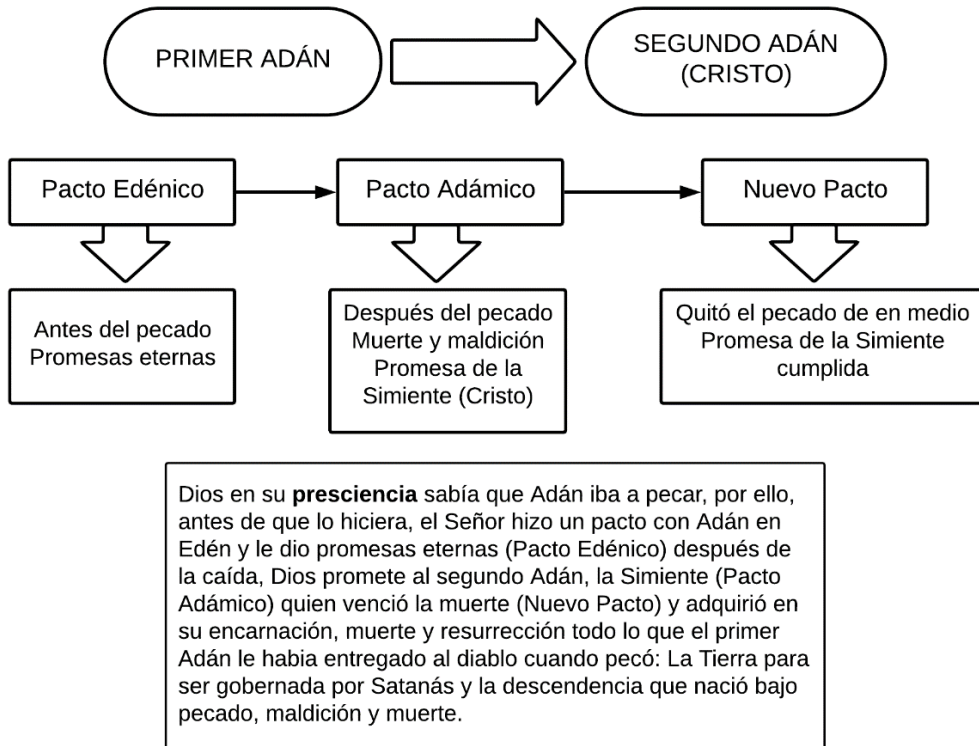 PRIMER ADÁN
SEGUNDO ADÁN
(CRISTO)
Pacto Edénico
Pacto Adámico
Nuevo Pacto
Antes del pecado
Promesas eternas
Después del pecado
Muerte y maldición
Promesa de la
Simiente (Cristo)
Quitó el pecado de en medio
Promesa de la Simiente
cumplida
Dios en su presciencia sabía que Adán iba a pecar, por ello,
antes de que lo hiciera, el Señor hizo un pacto con Adán en
Edén y le dio promesas eternas (Pacto Edénico) después de
la caída, Dios promete al segundo Adán, la Simiente (Pacto
Adámico) quien venció la muerte (Nuevo Pacto) y adquirió en
su encarnación, muerte y resurrección todo lo que el primer
Adán le habia entregado al diablo cuando pecó: La Tierra para
ser gobernada por Satanás y la descendencia que nació bajo
pecado, maldición y muerte.